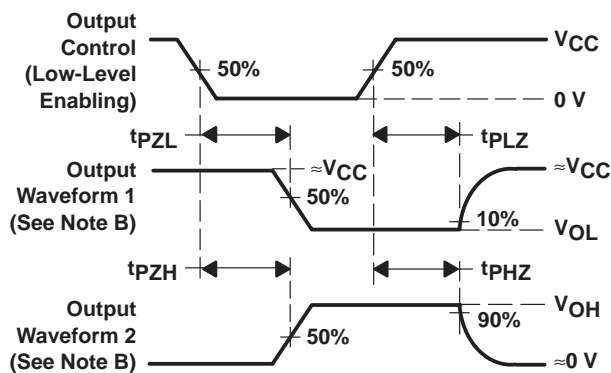 Output
Control
(Low-Level
Enabling)
50%
50%
VCC
0 V
tPZL
tPLZ
Output
Waveform 1
(See Note B)
≈VCC
50%
≈VCC
10%
VOL
tPZH
tPHZ
Output
Waveform 2
(See Note B)
50%
VOH
90%
≈0 V